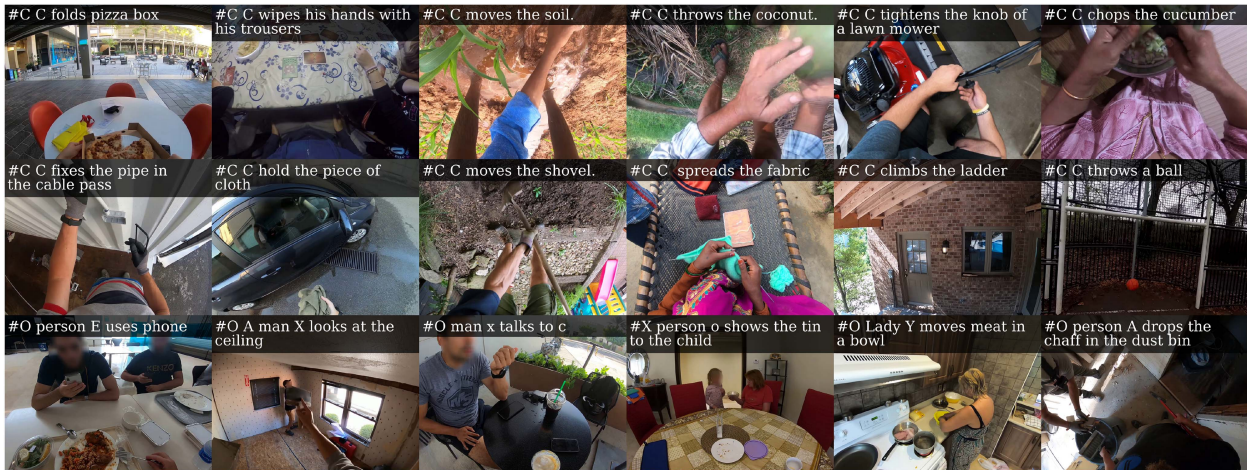 #C C folds pizza box
#C C wipes his hands with
his trousers
#C C moves the soil.
#C C throws the coconut.
#C C tightens the knob of
a lawn mower
#C C chops the cucumber
#C C fixes the pipe in
the cable pass
#C C hold the piece of
cloth
#C C moves the shovel.
#C C  spreads the fabric
#C C climbs the ladder
#C C throws a ball
#O person E uses phone
#O A man X looks at the
ceiling
#O man x talks to c
#X person o shows the tin
to the child
#O Lady Y moves meat in
a bowl
#O person A drops the
chaff in the dust bin